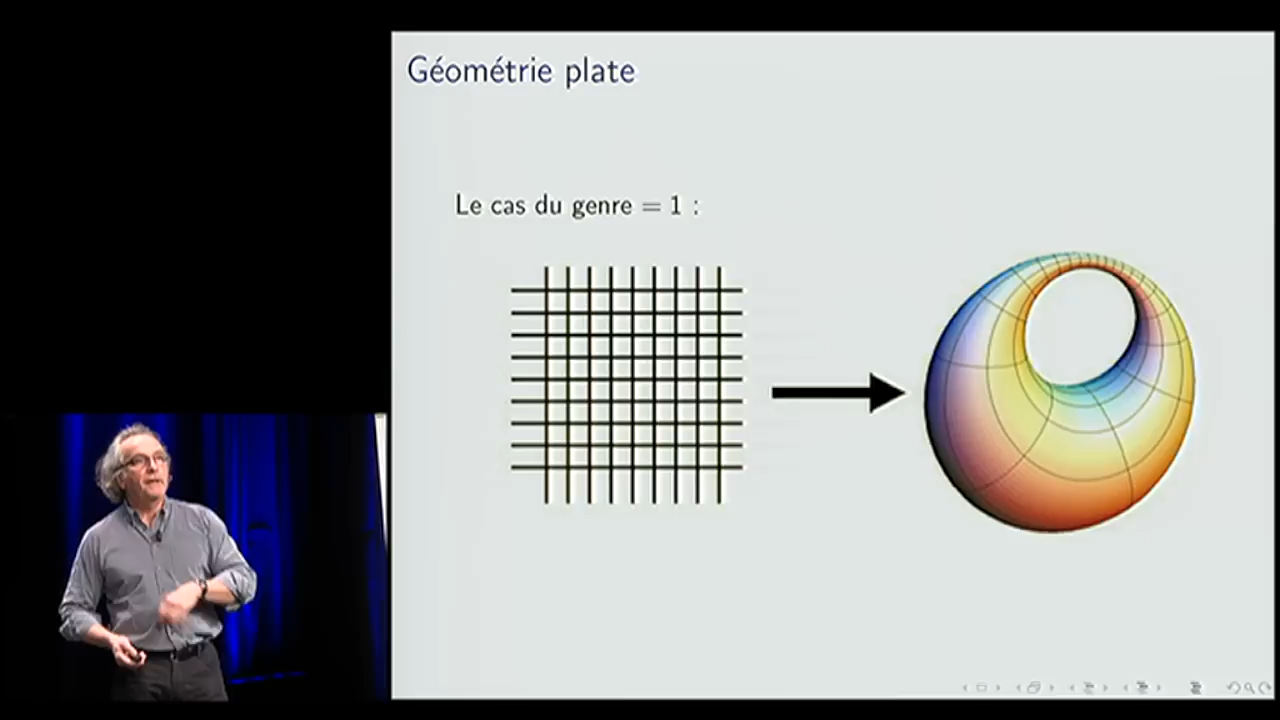 Géométrie plate
Le cas du genre = 1 :